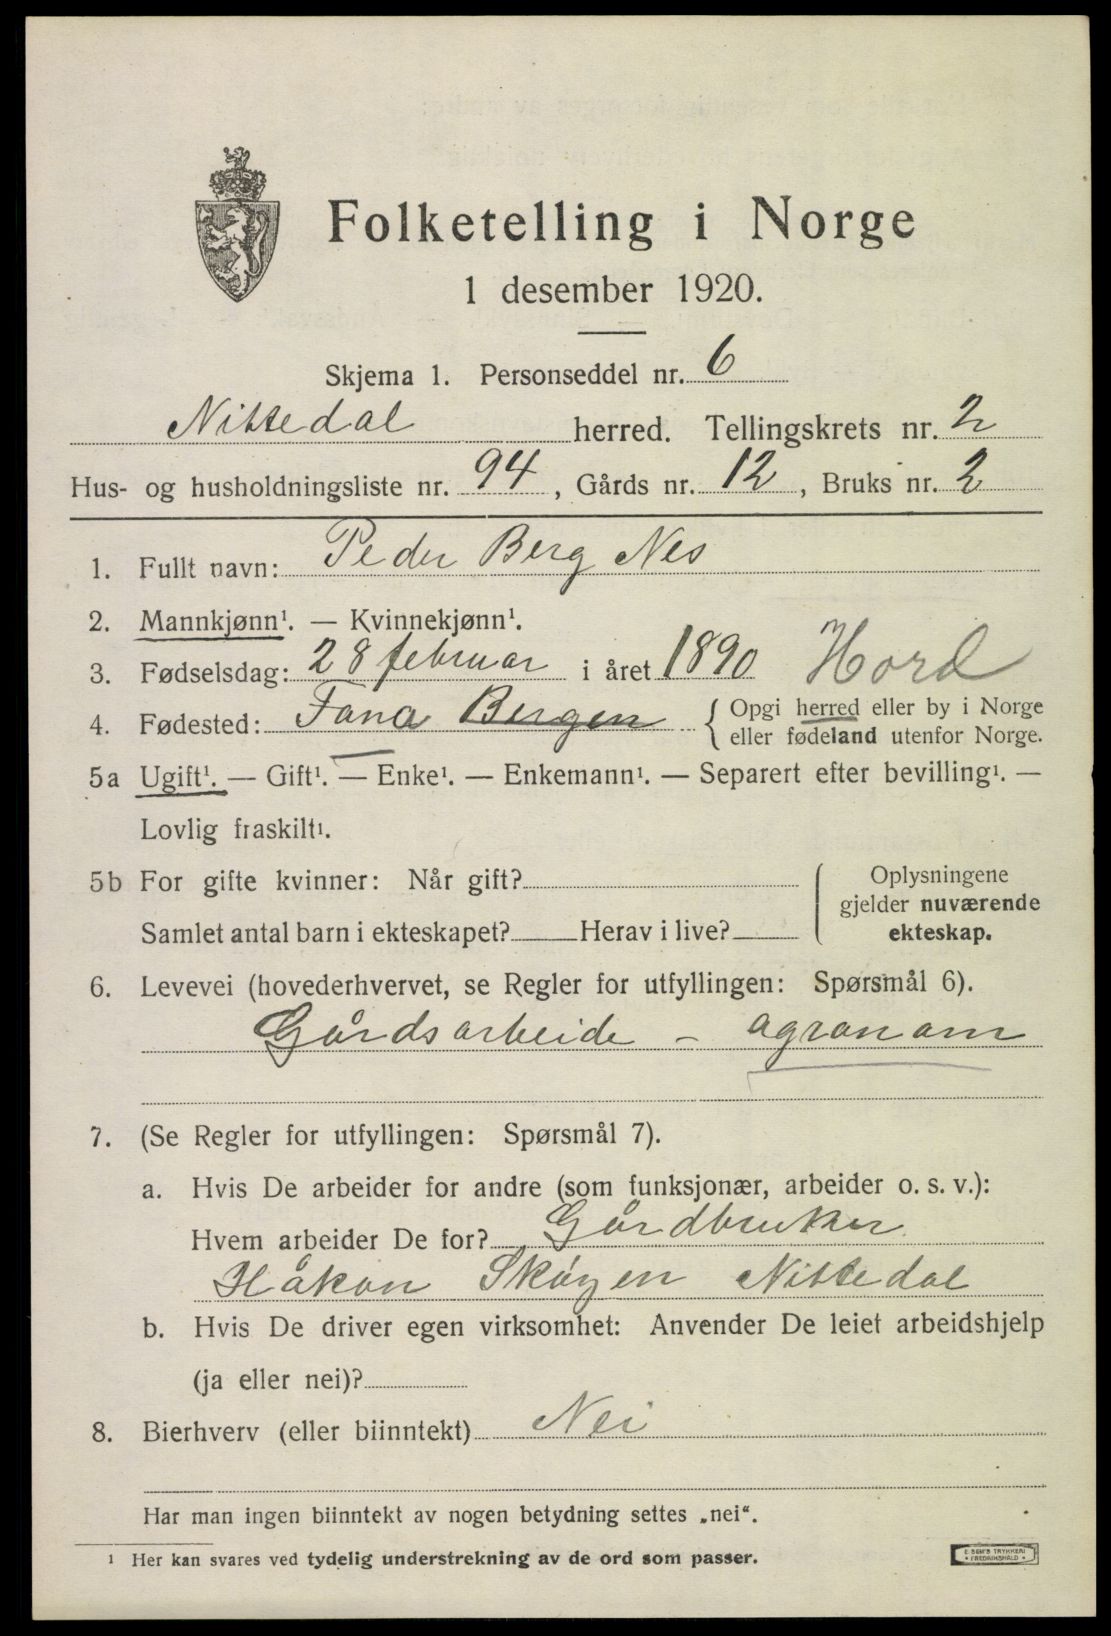 Folketelling i Norge
1 desember 1920.
Skjema 1. Personseddel nr. 6
Nittedal herred. Tellingskrets nr. 2
Hus- og husholdningsliste nr. 94, Gårds nr. 12, Bruks nr. 2
1. Fullt navn: Peder Berg Nes
2. Mannkjønn¹. — Kvinnekjønn¹.
3. Fødselsdag: 28 februar i året 1890 Hord
4. Fødested: Fana Bergen { Opgi herred eller by i Norge
eller fødeland utenfor Norge.
5a Ugift¹. — Gift¹. — Enke¹. — Enkemann¹. — Separert efter bevilling¹. —
Lovlig fraskilt¹.
5b For gifte kvinner: Når gift?
Samlet antal barn i ekteskapet? Herav i live?
Oplysningene
gjelder nuværende
ekteskap.
6. Levevei (hovederhvervet, se Regler for utfyllingen: Spørsmål 6).
Gårdsarbeide - agronom
7. (Se Regler for utfyllingen: Spørsmål 7).
a. Hvis De arbeider for andre (som funksjonær, arbeider o. s. v.):
Hvem arbeider De for? Gårdbruker
Håkon Skøyen Nittedal
b. Hvis De driver egen virksomhet: Anvender De leiet arbeidshjelp
(ja eller nei)?
8. Bierhverv (eller biinntekt) Nei
Har man ingen biinntekt av nogen betydning settes „nei“.
¹ Her kan svares ved tydelig understrekning av de ord som passer.
E SEM'S TRYKKERI
• FREDRIKSHALD •